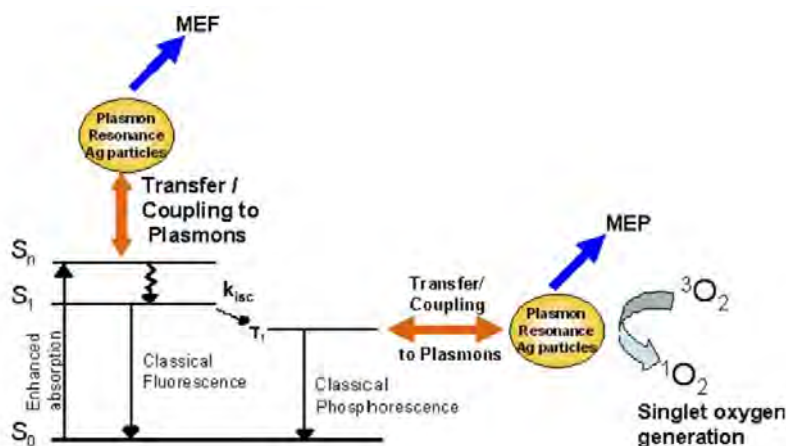 MEF
Plasmon
Resonance
Ag particles
Transfer /
Coupling to
Plasmons
Sn
S1
S0
Enhanced
absorption
kisc
T1
Classical
Fluorescence
Classical
Phosphorescence
Transfer/
Coupling
to Plasmons
MEP
Plasmon
Resonance
Ag particles
³O₂
¹O₂
Singlet oxygen
generation